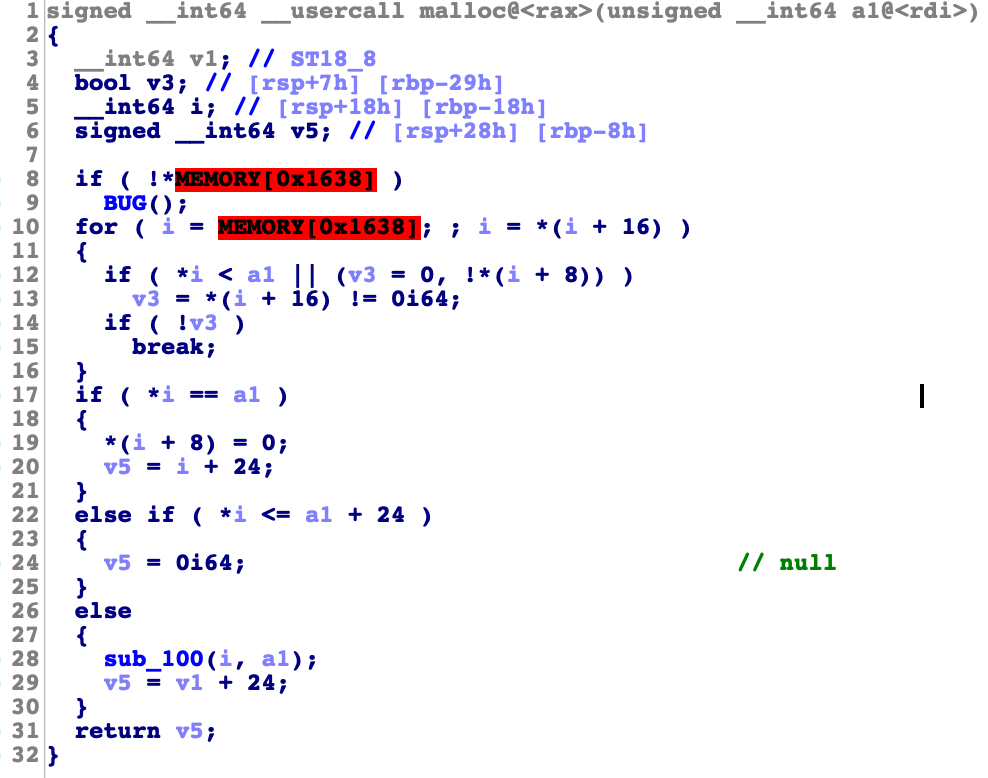 1 signed __int64 __usercall malloc@<rax>(unsigned __int64 a1@<rdi>)
2 {
3   __int64 v1; // ST18_8
4   bool v3; // [rsp+7h] [rbp-29h]
5   __int64 i; // [rsp+18h] [rbp-18h]
6   signed __int64 v5; // [rsp+28h] [rbp-8h]
7
8   if ( !*MEMORY[0x1638] )
9     BUG();
10   for ( i = MEMORY[0x1638]; ; i = *(i + 16) )
11   {
12     if ( *i < a1 || (v3 = 0, !*(i + 8)) )
13       v3 = *(i + 16) != 0i64;
14     if ( !v3 )
15       break;
16   }
17   if ( *i == a1 )
18   {
19     *(i + 8) = 0;
20     v5 = i + 24;
21   }
22   else if ( *i <= a1 + 24 )
23   {
24     v5 = 0i64; // null
25   }
26   else
27   {
28     sub_100(i, a1);
29     v5 = v1 + 24;
30   }
31   return v5;
32 }